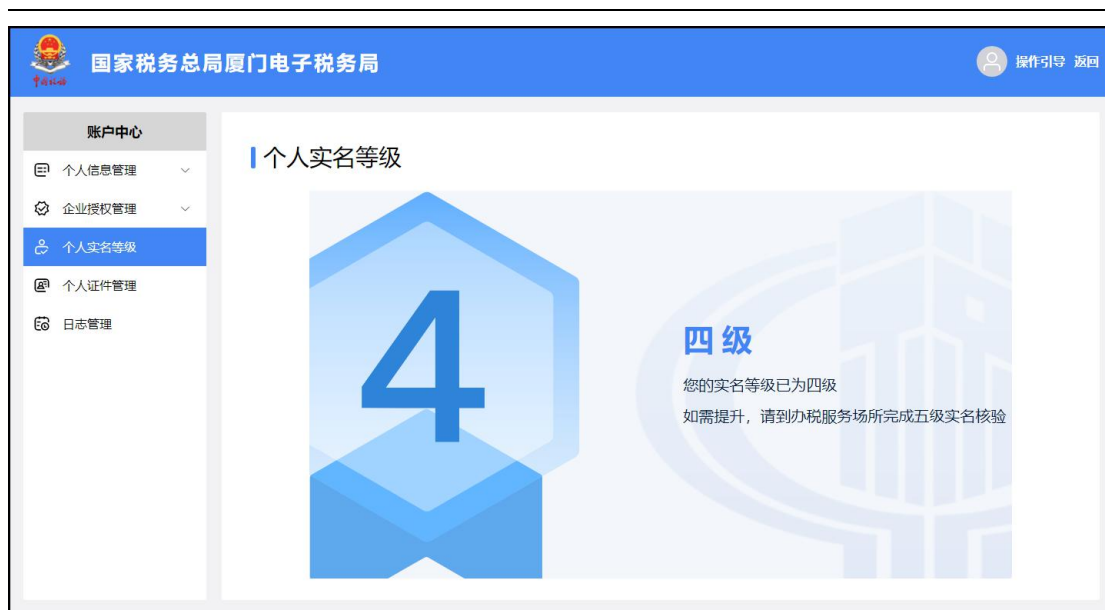 国家税务总局厦门电子税务局
操作引导 返回
中国税务
账户中心
个人信息管理
企业授权管理
个人实名等级
个人证件管理
日志管理
个人实名等级
4
四级
您的实名等级已为四级
如需提升，请到办税服务场所完成五级实名核验